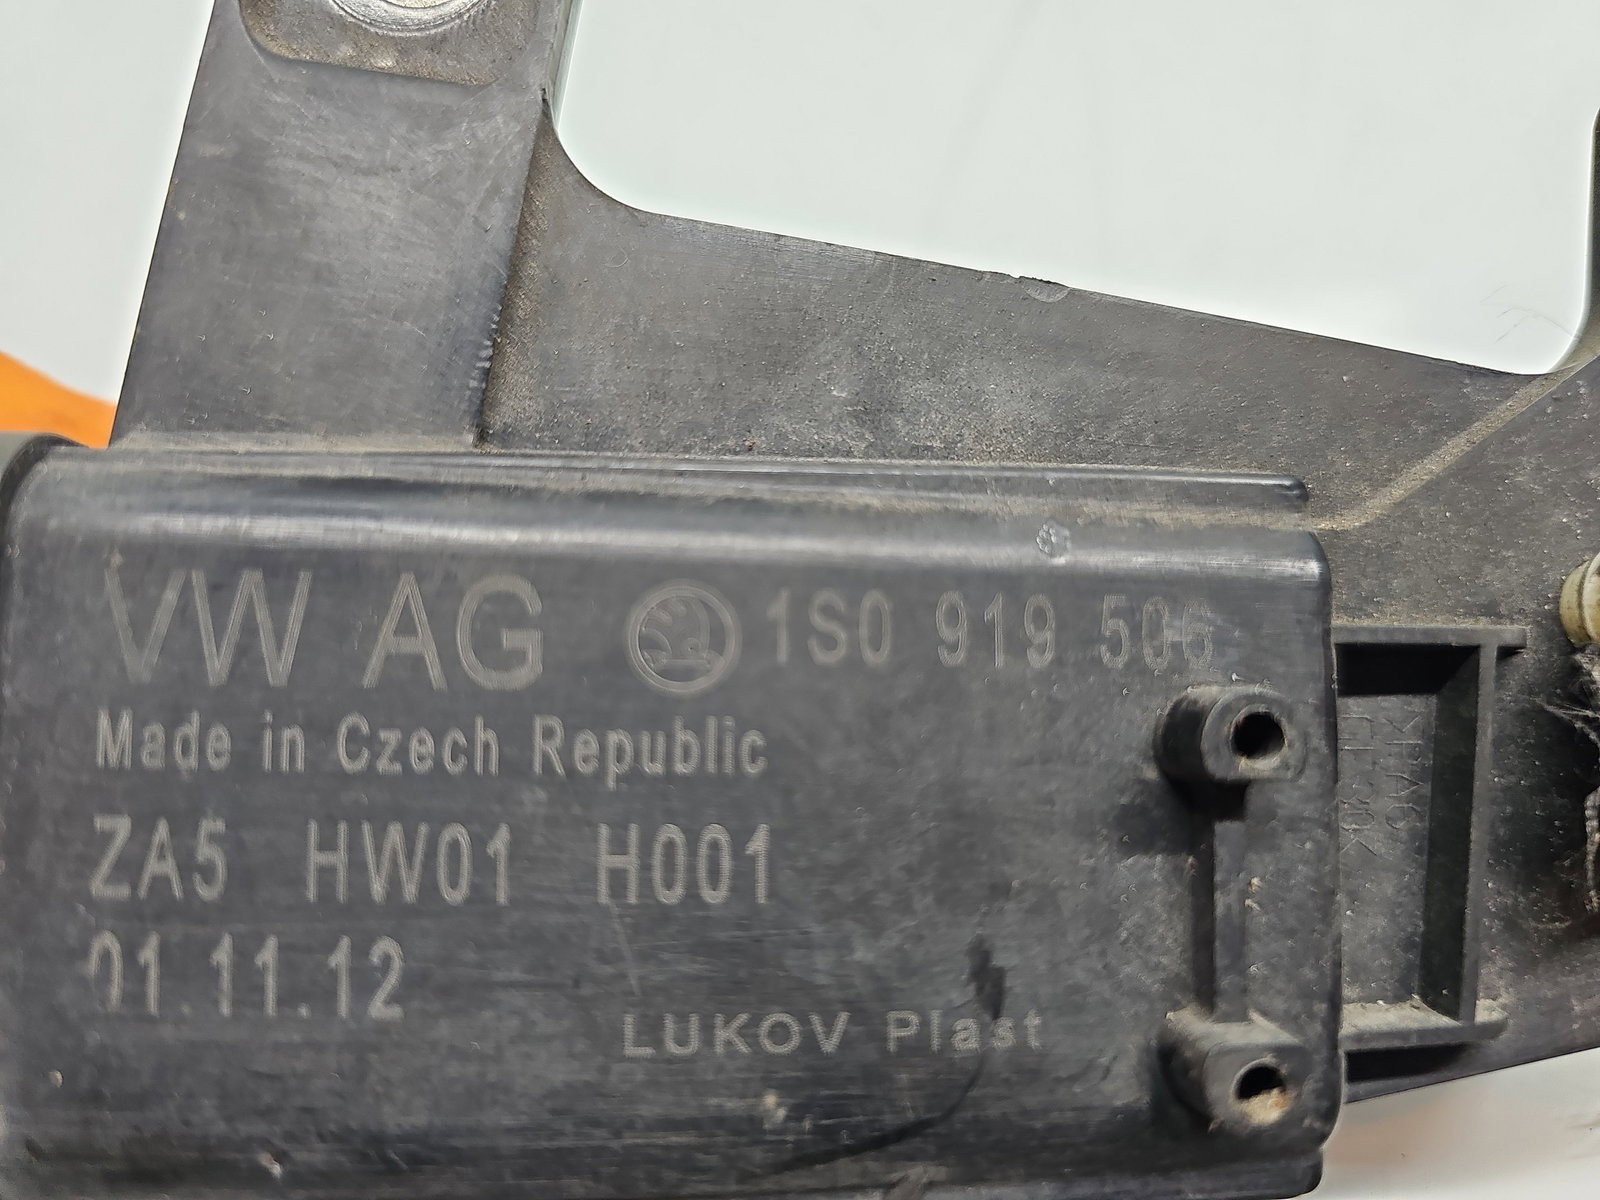 VW AG 1S0 919 506
Made in Czech Republic
ZA5 HW01 H001
01.11.12
LUKOV Plast